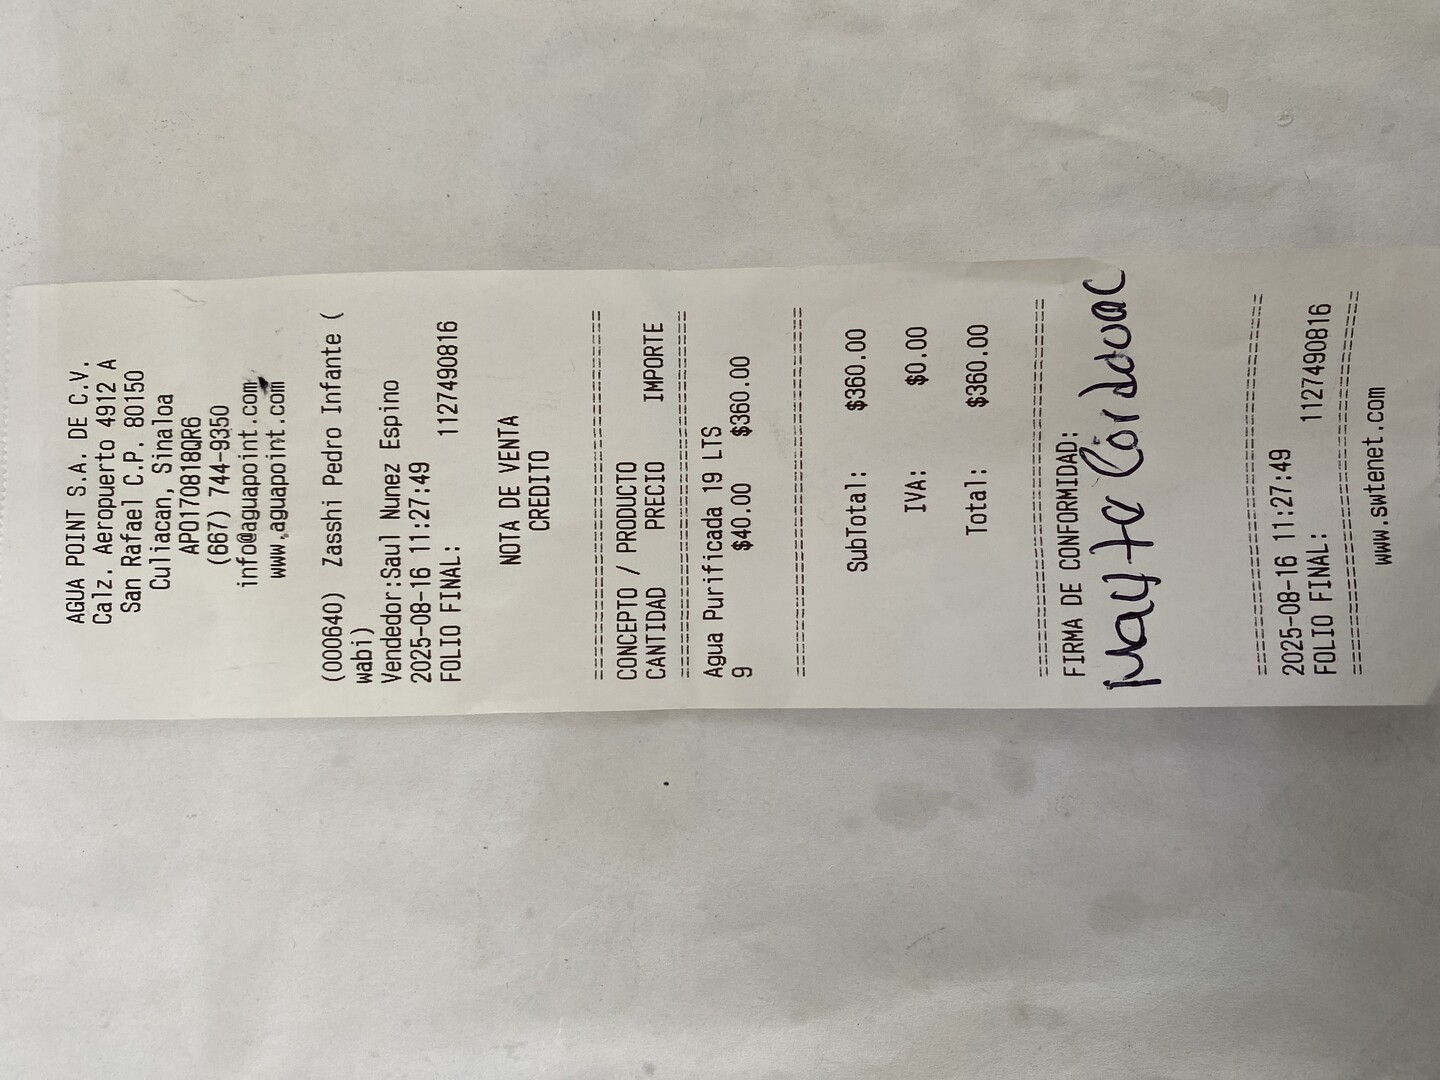 AGUA POINT S.A. DE C.V.
Calz. Aeropuerto 4912 A
San Rafael C.P. 80150
Culiacan, Sinaloa
APO170818QR6
(667) 744-9350
info@aguapoint.com
www.aguapoint.com
(000640) Zasshi Pedro Infante (
wabi)
Vendedor:Saul Nunez Espino
2025-08-16 11:27:49
FOLIO FINAL: 1127490816
NOTA DE VENTA
CREDITO
==================================
CONCEPTO / PRODUCTO
CANTIDAD PRECIO IMPORTE
==================================
Agua Purificada 19 LTS
9 $40.00 $360.00
==================================
SubTotal: $360.00
IVA: $0.00
Total: $360.00
==================================
FIRMA DE CONFORMIDAD:
Mayte
==================================
2025-08-16 11:27:49
FOLIO FINAL: 1127490816
==================================
www.swtenet.com